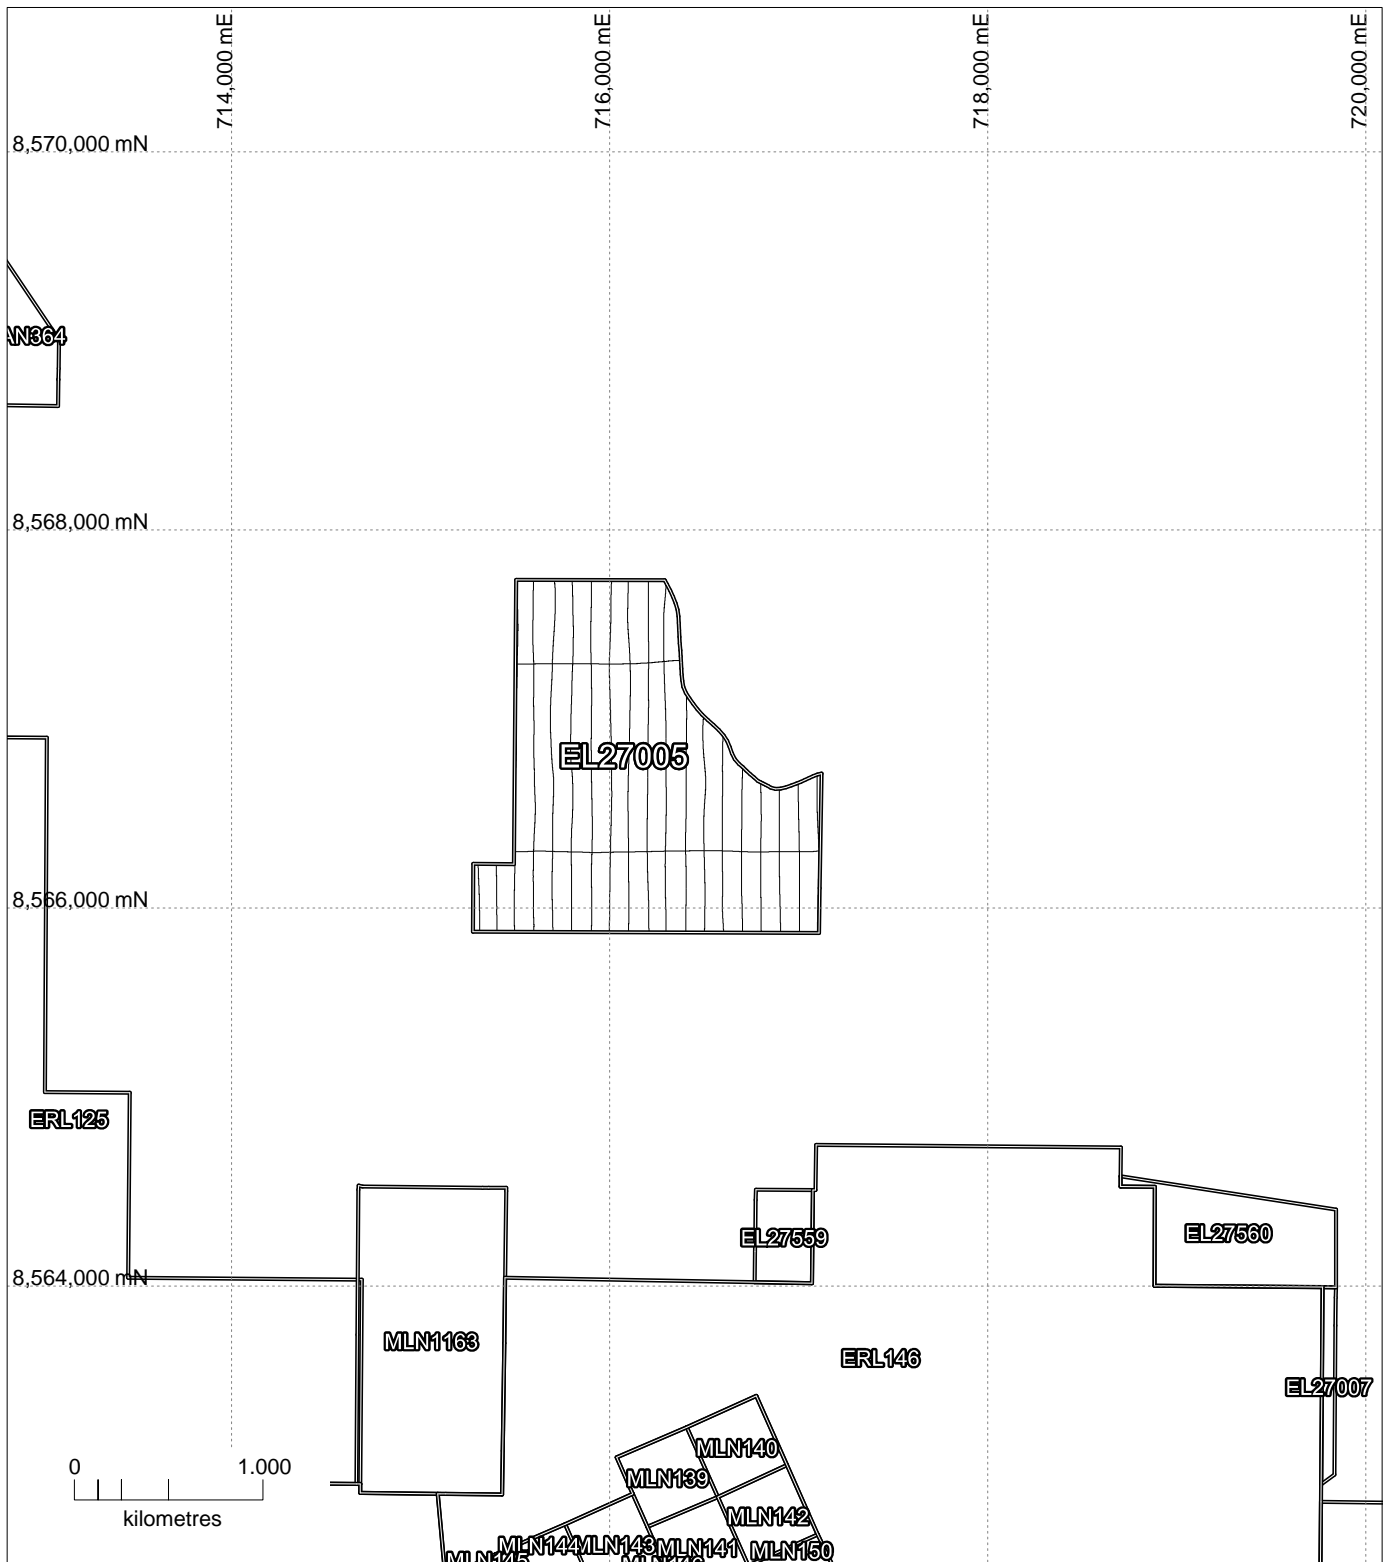 714,000 mE
716,000 mE
718,000 mE
720,000 mE
8,570,000 mN
AN364
8,568,000 mN
EL27005
8,566,000 mN
ERL125
EL27559
EL27560
8,564,000 mN
MLN1163
ERL146
EL27007
MLN140
0 1.000
MLN139
kilometres
MLN142
MLN144 MLN143 MLN141 MLN150
MLN145